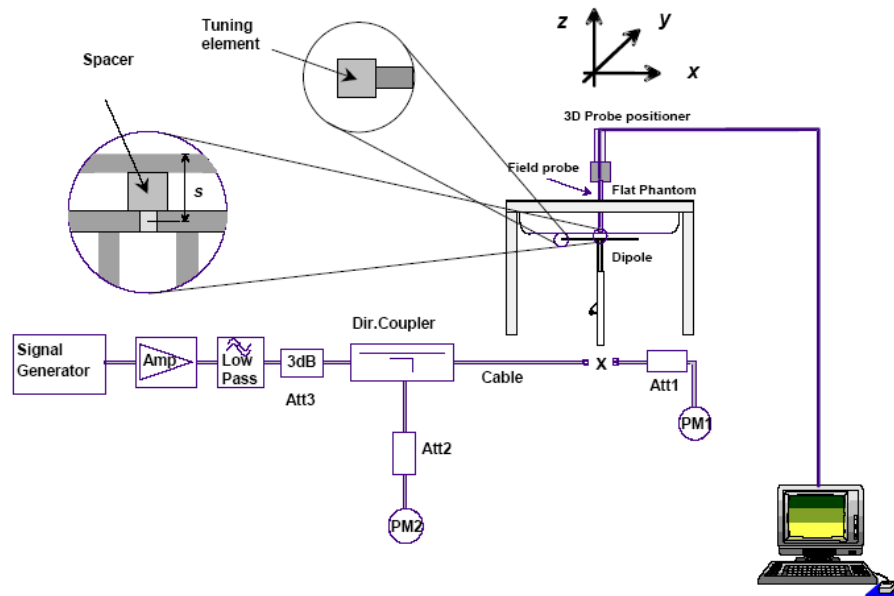 Tuning
element
Spacer
z
y
x
3D Probe positioner
Field probe
Flat Phantom
s
Dipole
Dir.Coupler
Signal
Generator
Amp
Low
Pass
3dB
Att3
Cable
X
Att1
PM1
Att2
PM2